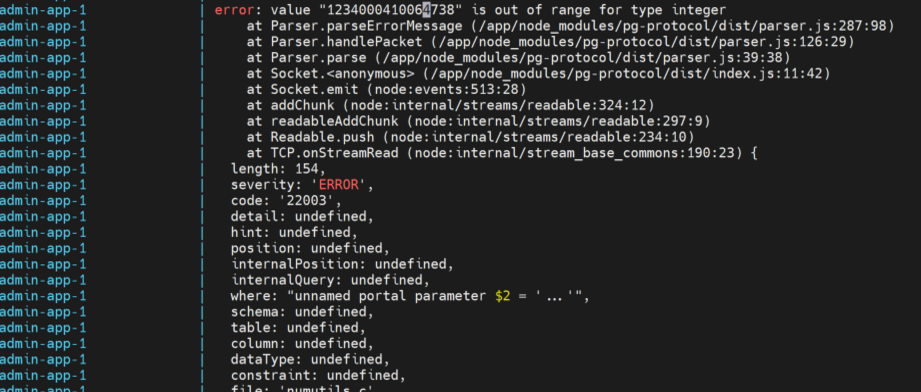 admin-app-1 | error: value "1234000410064738" is out of range for type integer
admin-app-1 |     at Parser.parseErrorMessage (/app/node_modules/pg-protocol/dist/parser.js:287:98)
admin-app-1 |     at Parser.handlePacket (/app/node_modules/pg-protocol/dist/parser.js:126:29)
admin-app-1 |     at Parser.parse (/app/node_modules/pg-protocol/dist/parser.js:39:38)
admin-app-1 |     at Socket.<anonymous> (/app/node_modules/pg-protocol/dist/index.js:11:42)
admin-app-1 |     at Socket.emit (node:events:513:28)
admin-app-1 |     at addChunk (node:internal/streams/readable:324:12)
admin-app-1 |     at readableAddChunk (node:internal/streams/readable:297:9)
admin-app-1 |     at Readable.push (node:internal/streams/readable:234:10)
admin-app-1 |     at TCP.onStreamRead (node:internal/stream_base_commons:190:23) {
admin-app-1 |   length: 154,
admin-app-1 |   severity: 'ERROR',
admin-app-1 |   code: '22003',
admin-app-1 |   detail: undefined,
admin-app-1 |   hint: undefined,
admin-app-1 |   position: undefined,
admin-app-1 |   internalPosition: undefined,
admin-app-1 |   internalQuery: undefined,
admin-app-1 |   where: "unnamed portal parameter $2 = '...'",
admin-app-1 |   schema: undefined,
admin-app-1 |   table: undefined,
admin-app-1 |   column: undefined,
admin-app-1 |   dataType: undefined,
admin-app-1 |   constraint: undefined,
admin-app-1 |   file: 'numutils.c'